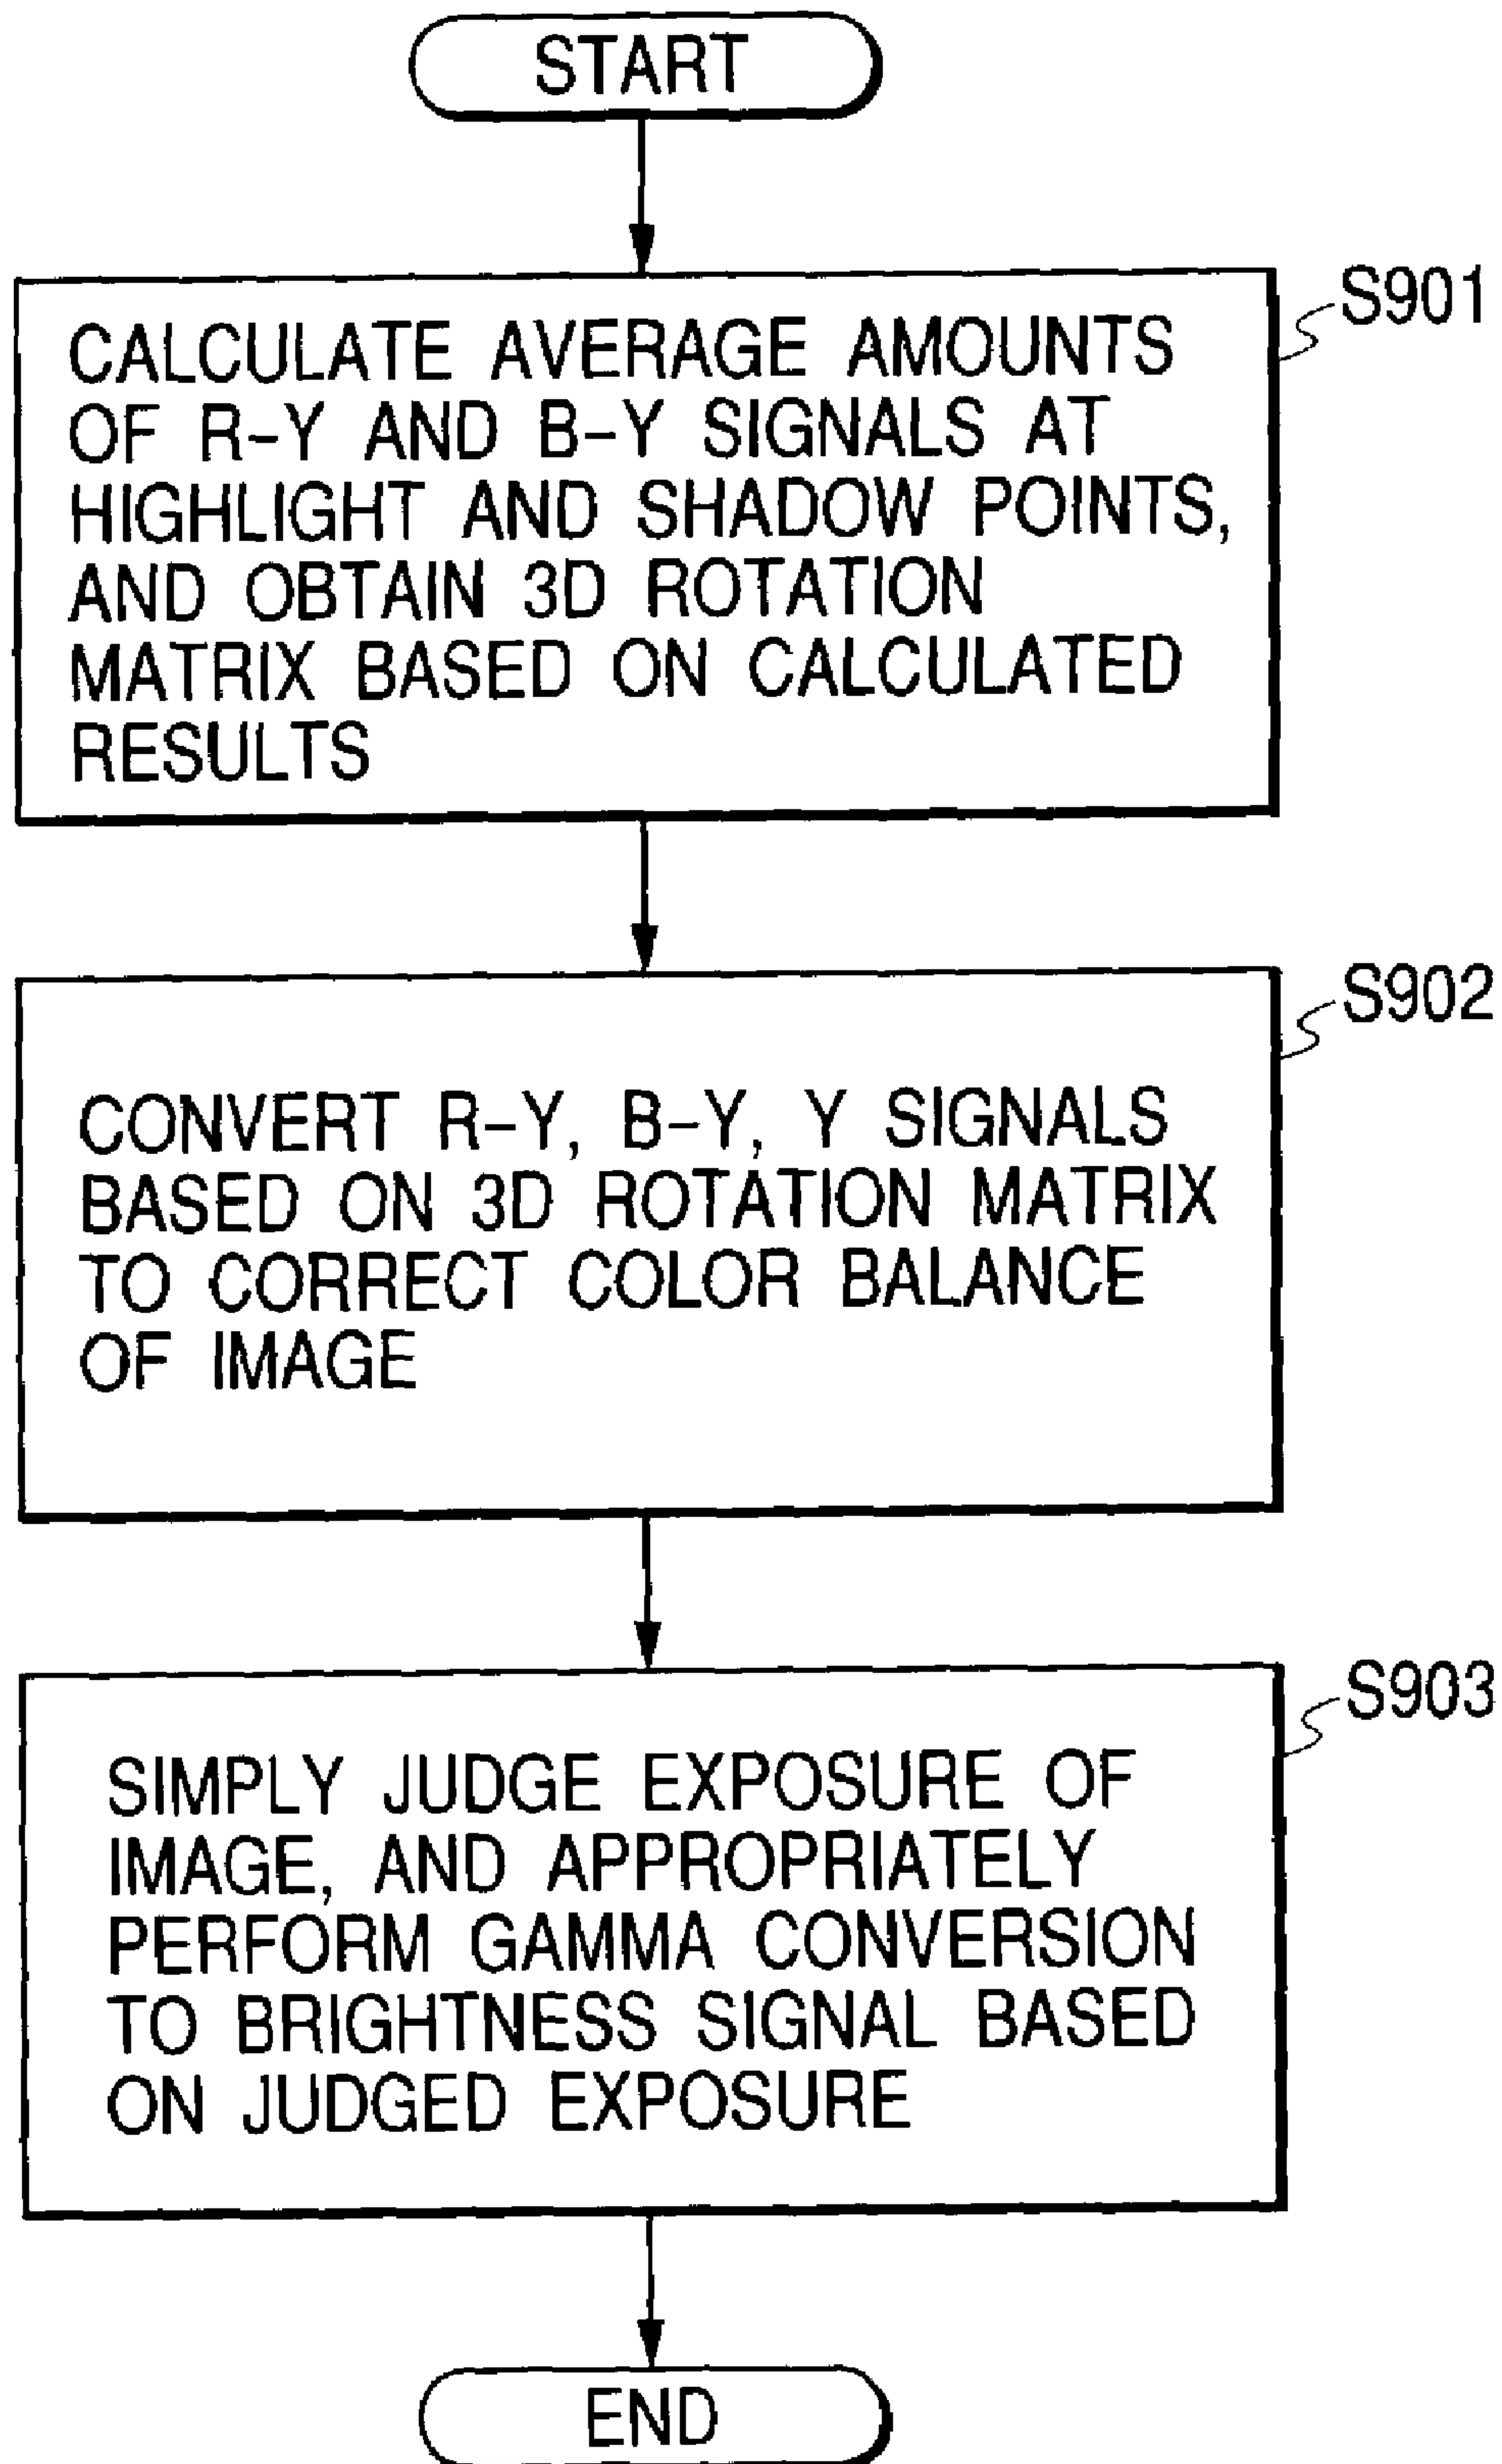 START
S901
CALCULATE AVERAGE AMOUNTS
OF R-Y AND B-Y SIGNALS AT
HIGHLIGHT AND SHADOW POINTS,
AND OBTAIN 3D ROTATION
MATRIX BASED ON CALCULATED
RESULTS
S902
CONVERT R-Y, B-Y, Y SIGNALS
BASED ON 3D ROTATION MATRIX
TO CORRECT COLOR BALANCE
OF IMAGE
S903
SIMPLY JUDGE EXPOSURE OF
IMAGE, AND APPROPRIATELY
PERFORM GAMMA CONVERSION
TO BRIGHTNESS SIGNAL BASED
ON JUDGED EXPOSURE
END